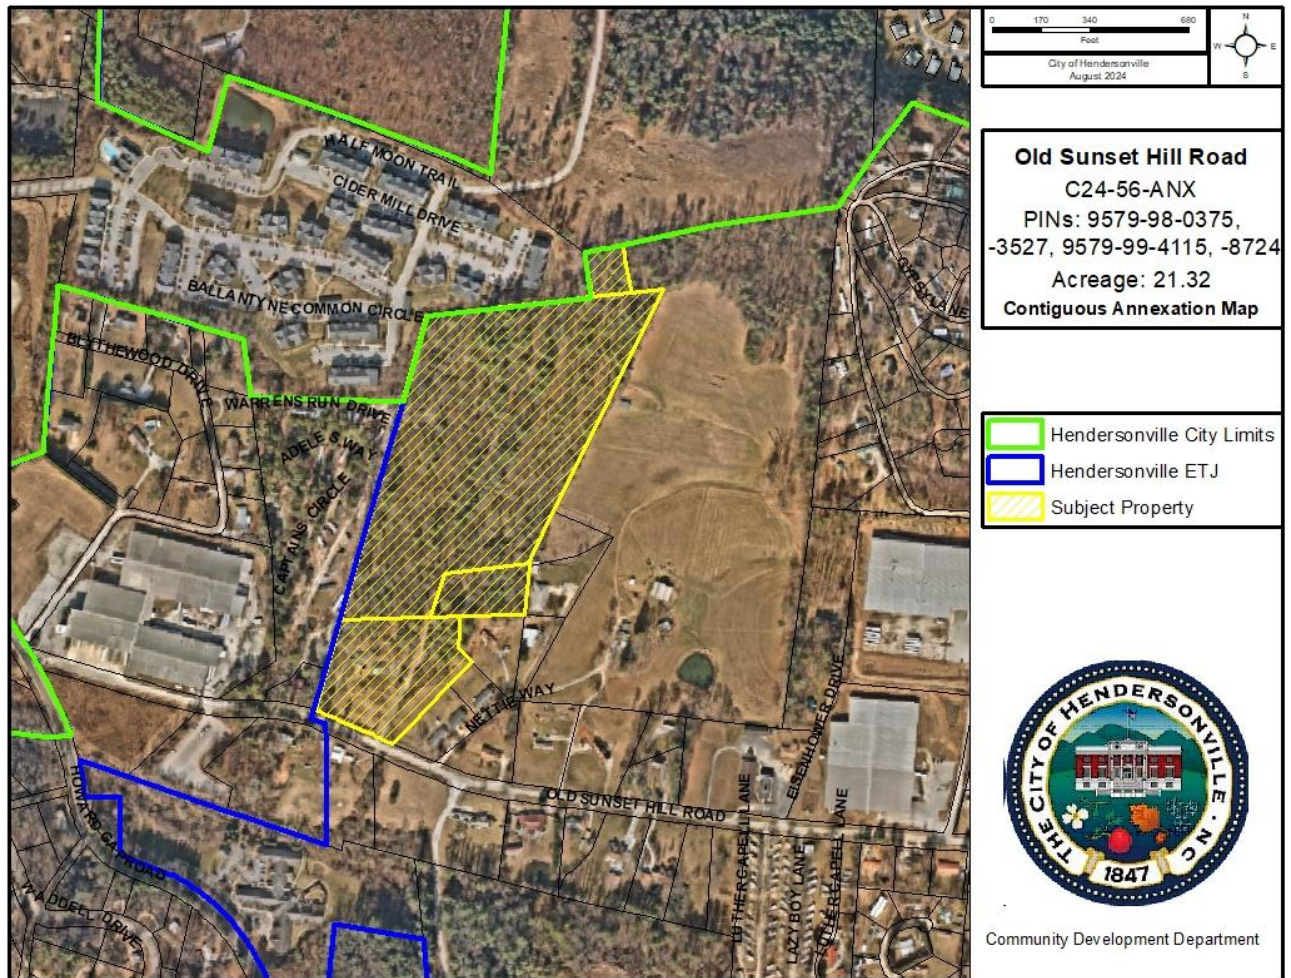 0 170 340 680
Feet
City of Hendersonville
August 2024
N
W E
S
Old Sunset Hill Road
C24-56-ANX
PINs: 9579-98-0375,
-3527, 9579-99-4115, -8724
Acreage: 21.32
Contiguous Annexation Map
Hendersonville City Limits
Hendersonville ETJ
Subject Property
HALF MOON TRAIL
CIDER MILL DRIVE
BALLANTYNE COMMON CIRCLE
BLYTHEWOOD DRIVE
WARRENS RUN DRIVE
ADELE S WAY
CAPTAINS CIRCLE
NETTIE WAY
OLD SUNSET HILL ROAD
EISENHOWER DRIVE
LUTHER CAPELL LANE
LAZY BOY LANE
LUTHER CAPELL LANE
HOWARD GAP ROAD
WADDELL DRIVE
THE CITY OF HENDERSONVILLE · NC
1847
Community Development Department